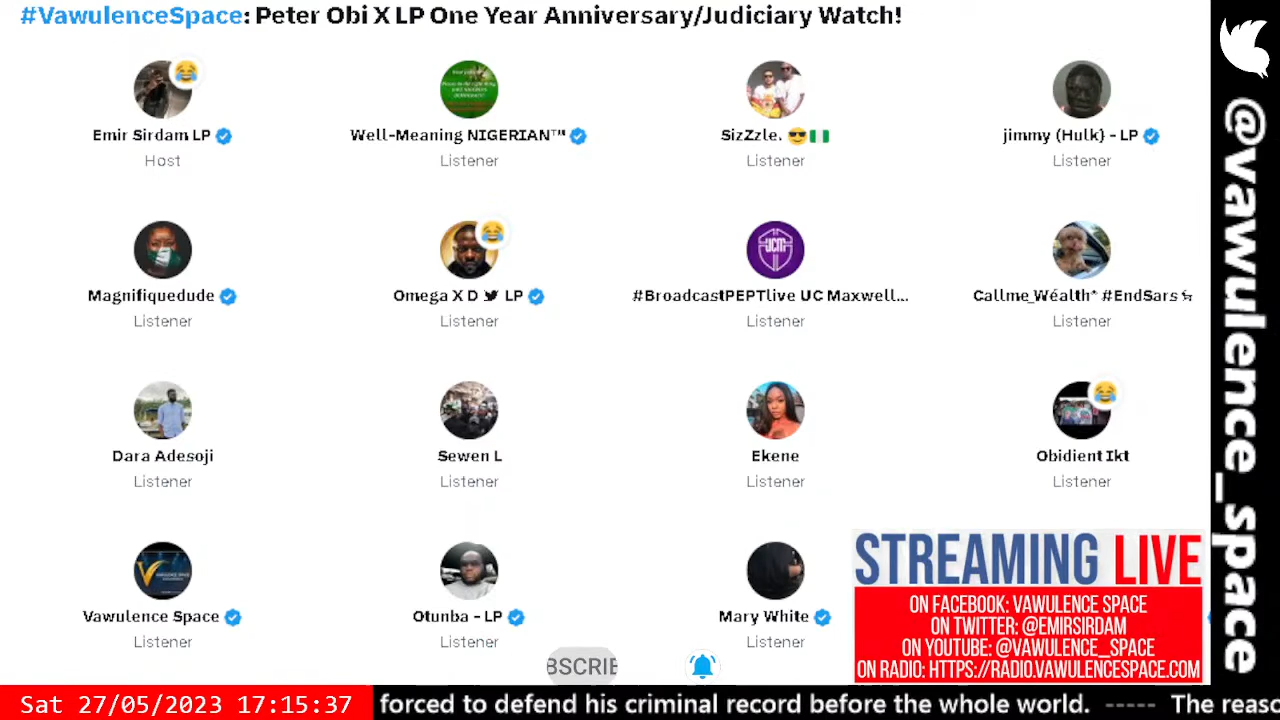 #VawulenceSpace: Peter Obi X LP One Year Anniversary/Judiciary Watch!
Emir Sirdam LP
Host
Well-Meaning NIGERIAN™
Listener
SizZzle. 😎🇳🇬
Listener
jimmy (Hulk) - LP
Listener
Magnifiquedude
Listener
Omega X D LP
Listener
UCM
#BroadcastPEPTlive UC Maxwell...
Listener
Callme_Wéalth* #EndSars
Listener
Dara Adesoji
Listener
Sewen L
Listener
Ekene
Listener
Obidient Ikt
Listener
Vawulence Space
Listener
Otunba - LP
Listener
Mary White
Listener
STREAMING LIVE
ON FACEBOOK: VAWULENCE SPACE
ON TWITTER: @EMIRSIRDAM
ON YOUTUBE: @VAWULENCE_SPACE
ON RADIO: HTTPS://RADIO.VAWULENCESPACE.COM
BSCRIE
@vawulence_space
Sat 27/05/2023 17:15:37
forced to defend his criminal record before the whole world. ----- The reaso